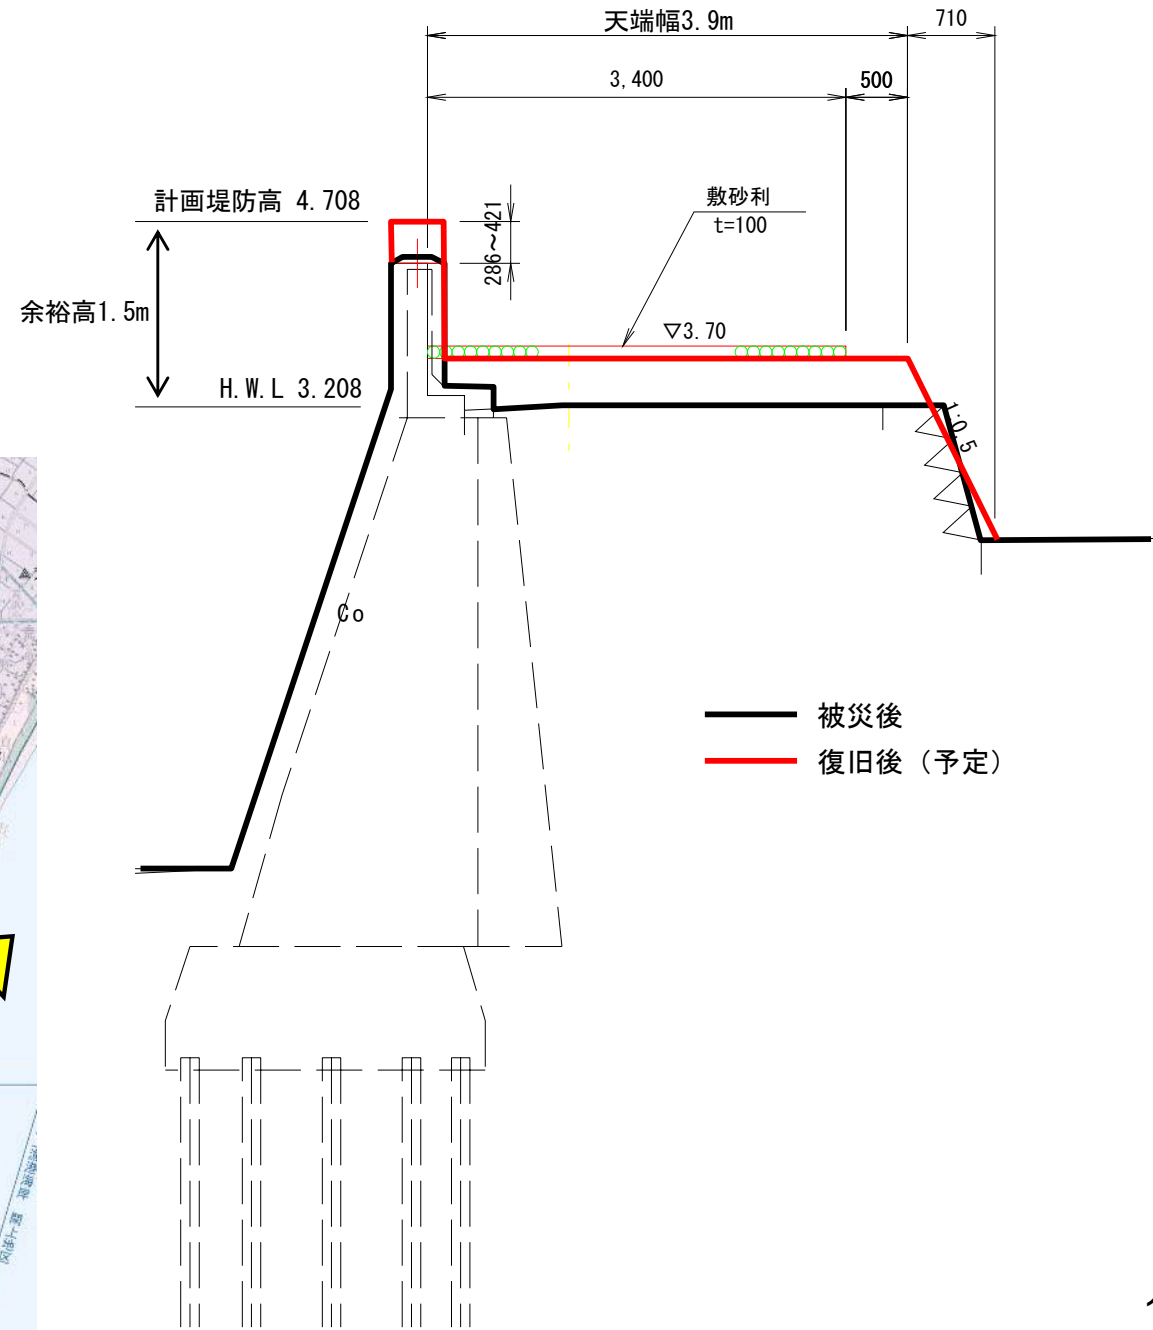 天端幅3.9m
710
3,400
500
計画堤防高 4.708
286～421
敷砂利
t=100
余裕高1.5m
▽3.70
H.W.L 3.208
1:0.5
Co
被災後
復旧後（予定）